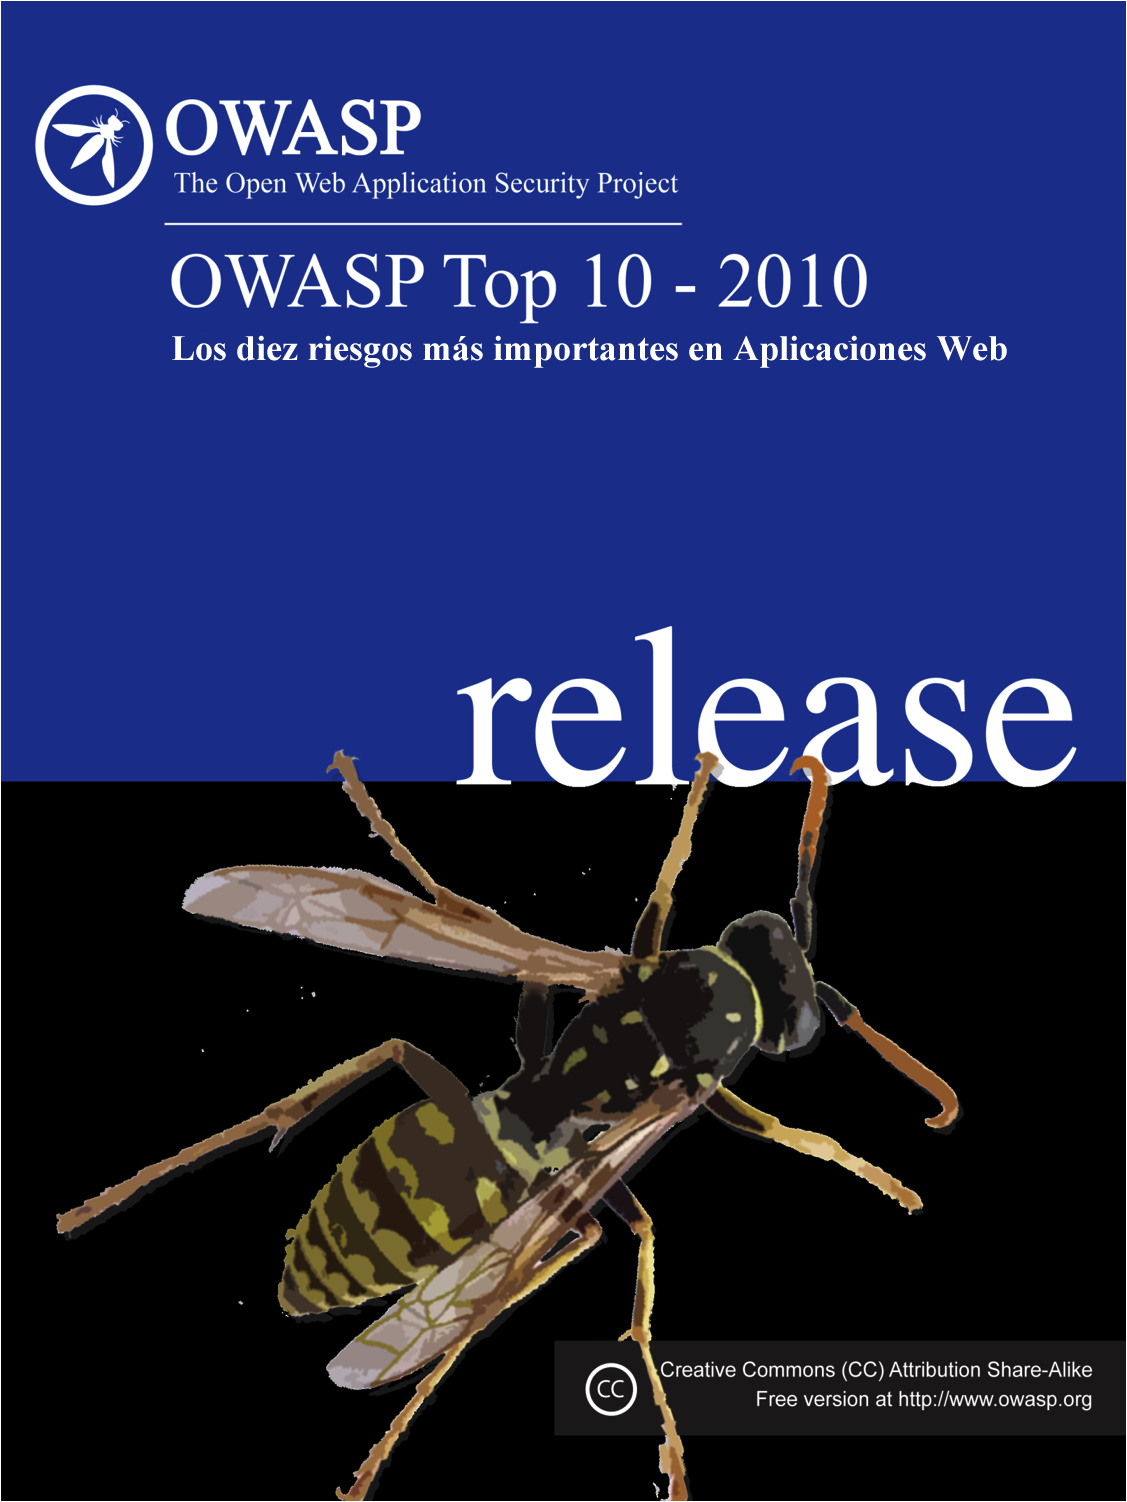 OWASP
The Open Web Application Security Project
OWASP Top 10 - 2010
Los diez riesgos más importantes en Aplicaciones Web
release
CC
Creative Commons (CC) Attribution Share-Alike
Free version at http://www.owasp.org